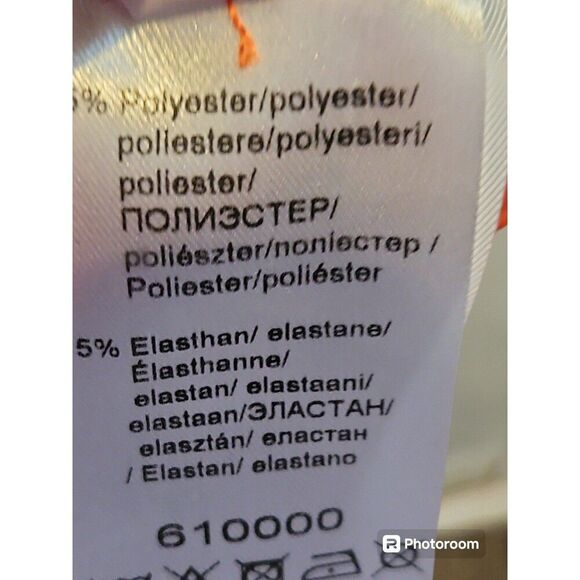 5% Polyester/polyester/
poliestere/polyesteri/
poliester/
ПОЛИЭСТЕР/
poliészter/noniecтер /
Poliester/poliéster
5% Elasthan/ elastane/
Élasthanne/
elastan/ elastaani/
elastaan/ЭЛАСТАН/
elasztán/ еластан
/ Elastan/ elastano
610000
Photoroom